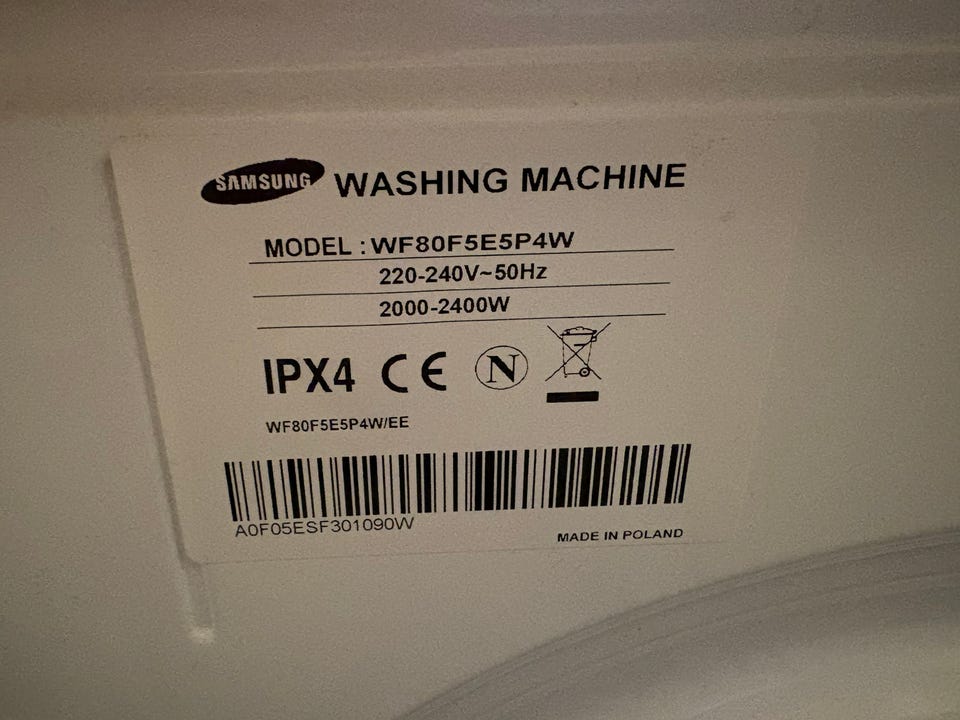 SAMSUNG WASHING MACHINE
MODEL : WF80F5E5P4W
220-240V~50Hz
2000-2400W
IPX4 CE N
WF80F5E5P4W/EE
A0F05ESF301090W
MADE IN POLAND